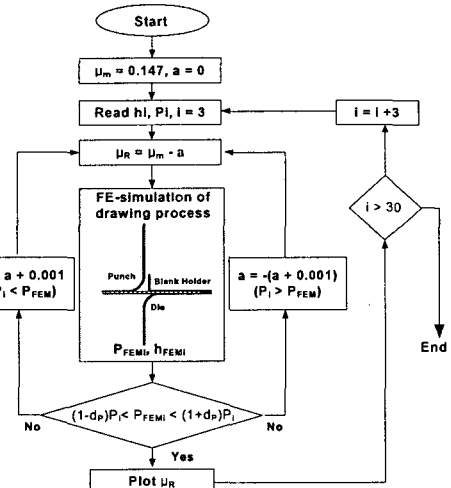 Start
μm = 0.147, a = 0
Read hi, Pi, i = 3
i = i +3
μR = μm - a
FE-simulation of
drawing process
i > 30
a + 0.001
i < PFEM)
Punch
Blank Holder
Die
a = -(a + 0.001)
(Pi > PFEM)
PFEMi, hFEMi
End
(1-dP)Pi< PFEMi < (1+dP)Pi
No
No
Yes
Plot μR